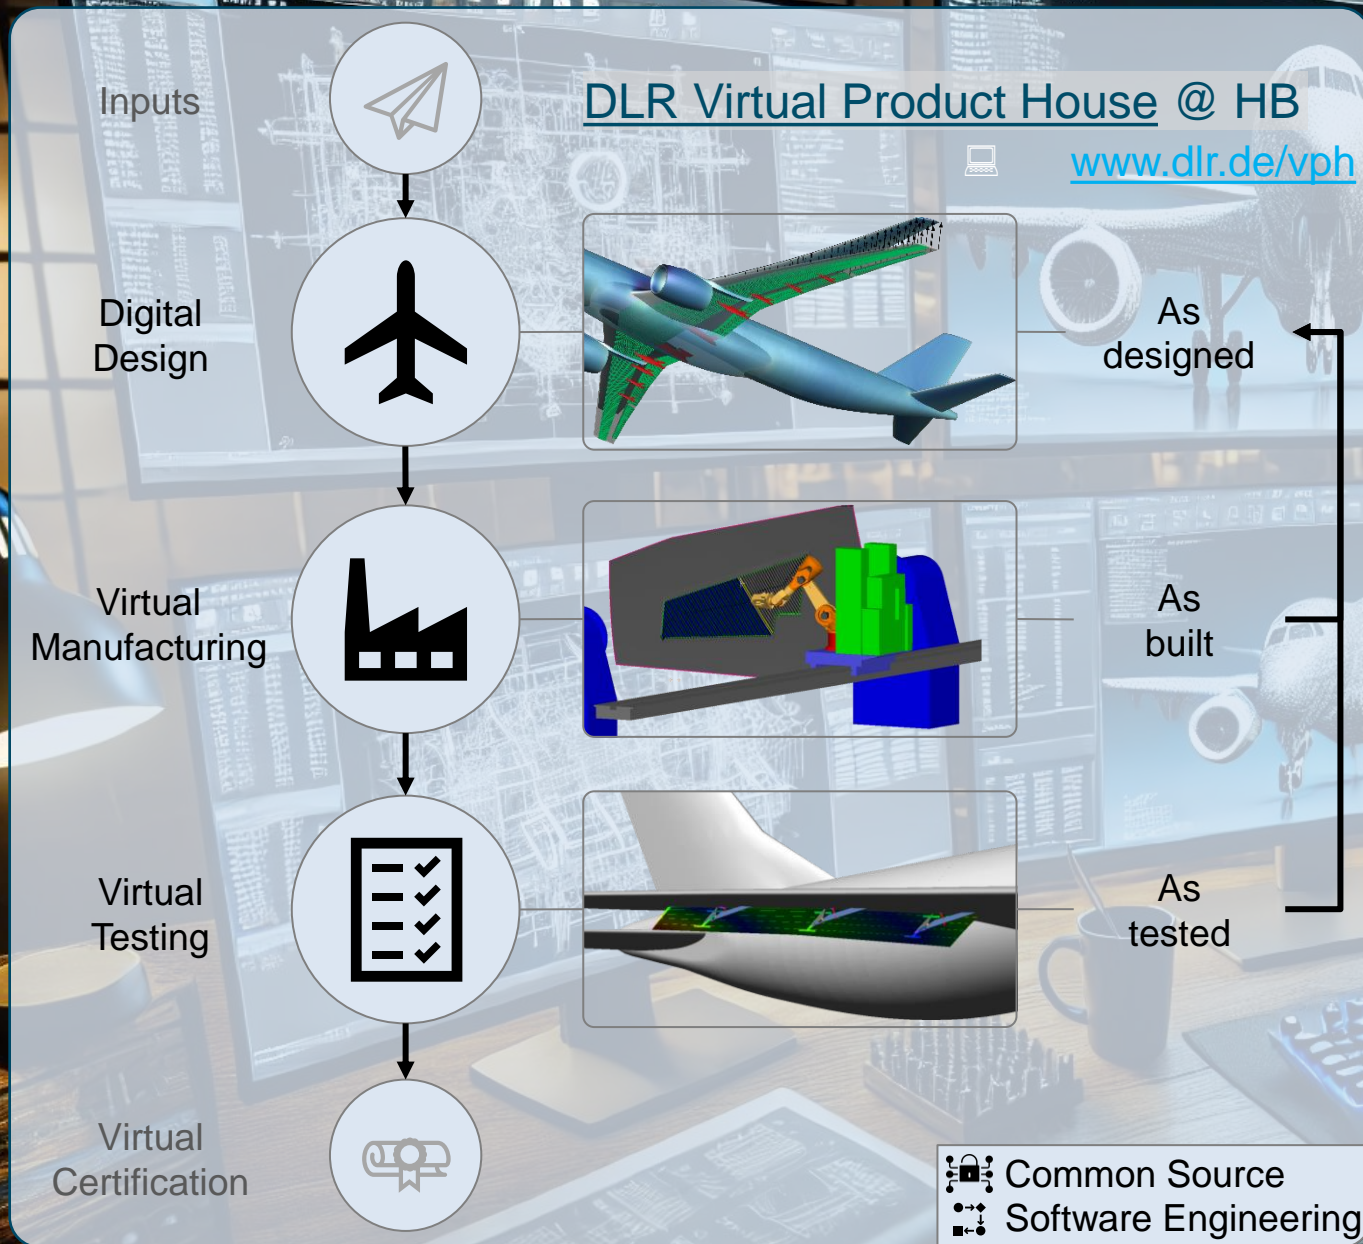 Inputs
DLR Virtual Product House @ HB
www.dlr.de/vph
Digital
Design
As
designed
Virtual
Manufacturing
As
built
Virtual
Testing
As
tested
Virtual
Certification
Common Source
Software Engineering